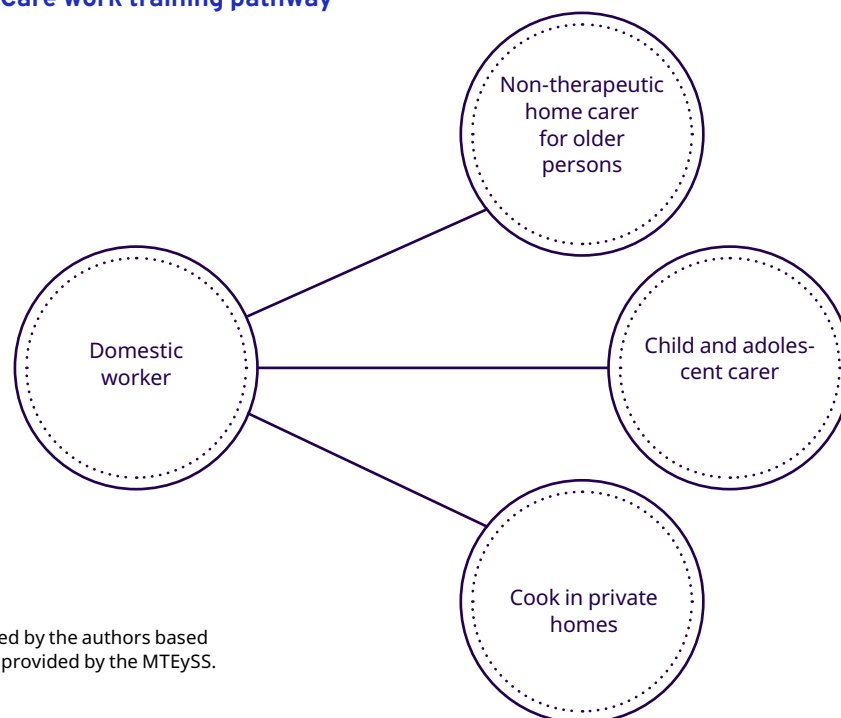 Care work training pathway
Non-therapeutic
home carer
for older
persons
Domestic
worker
Child and adoles-
cent carer
Cook in private
homes
by the authors based
provided by the MTEySS.